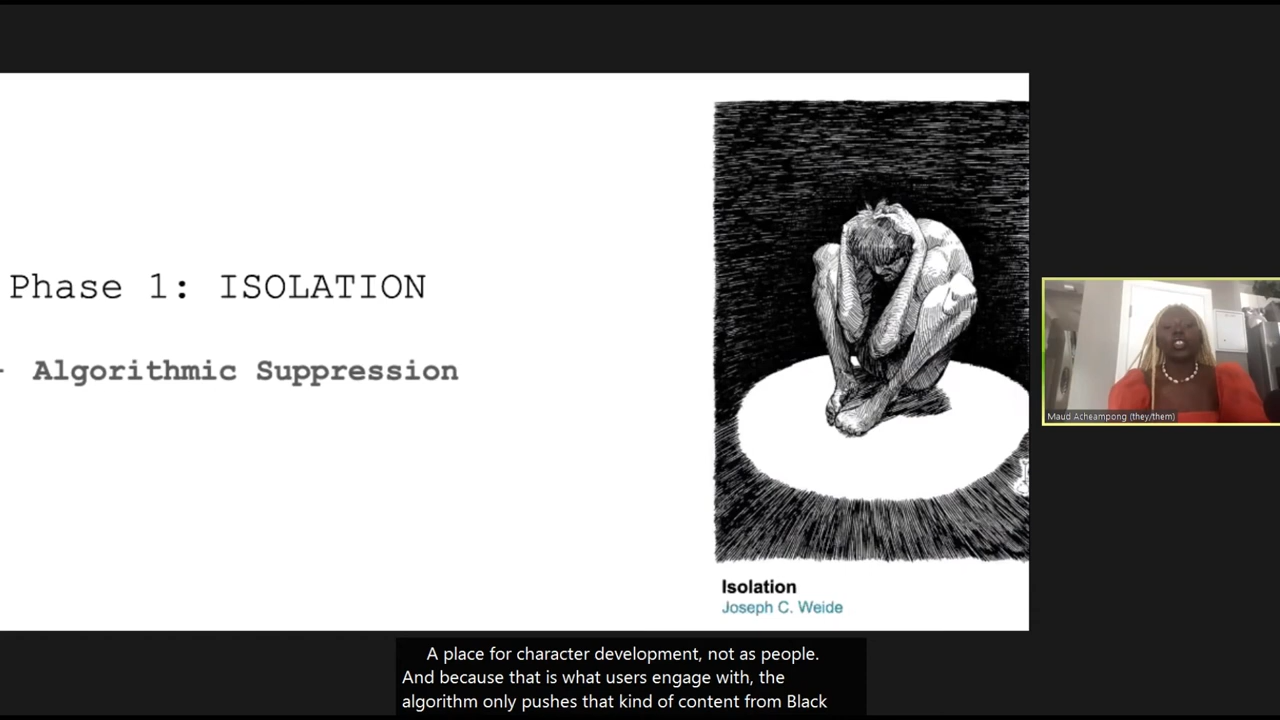 Phase 1: ISOLATION
- Algorithmic Suppression
Isolation
Joseph C. Weide
Maud Acheampong (they/them)
A place for character development, not as people.
And because that is what users engage with, the
algorithm only pushes that kind of content from Black